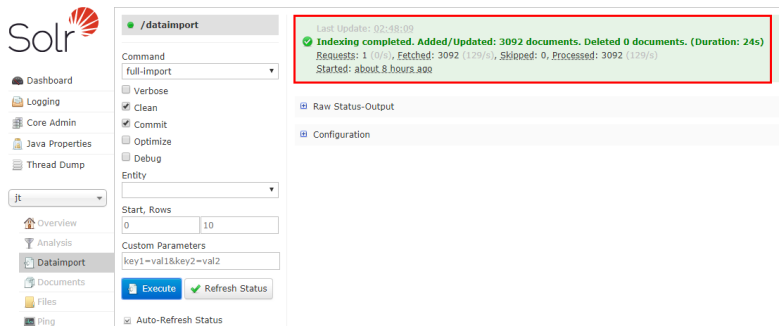 Solr
Dashboard
Logging
Core Admin
Java Properties
Thread Dump
jt
Overview
Analysis
Dataimport
Documents
Files
Ping
/dataimport
Command
full-import
Verbose
Clean
Commit
Optimize
Debug
Entity
Start, Rows
0 10
Custom Parameters
key1=val1&key2=val2
Execute Refresh Status
Auto-Refresh Status
Last Update: 02:48:09
Indexing completed. Added/Updated: 3092 documents. Deleted 0 documents. (Duration: 24s)
Requests: 1 (0/s), Fetched: 3092 (129/s), Skipped: 0, Processed: 3092 (129/s)
Started: about 8 hours ago
Raw Status-Output
Configuration